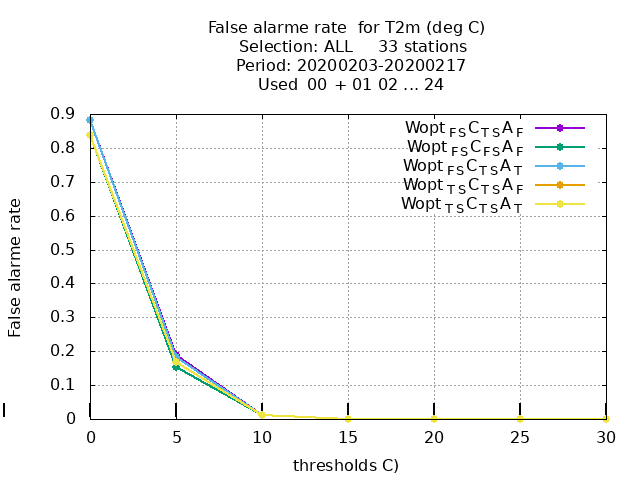 False alarme rate for T2m (deg C)
Selection: ALL 33 stations
Period: 20200203-20200217
Used 00 + 01 02 ... 24
Wopt FS C TS A F
Wopt FS C FS A F
Wopt FS C TS A T
Wopt TS C TS A F
Wopt TS C TS A T
False alarme rate
0.9
0.8
0.7
0.6
0.5
0.4
0.3
0.2
0.1
0
0 5 10 15 20 25 30
thresholds C)